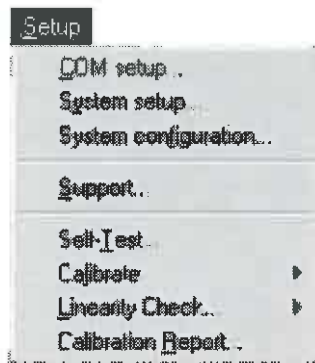 Setup
COM setup...
System setup...
System configuration...
Support...
Self-Test...
Calibrate
Linearity Check...
Calibration Report...